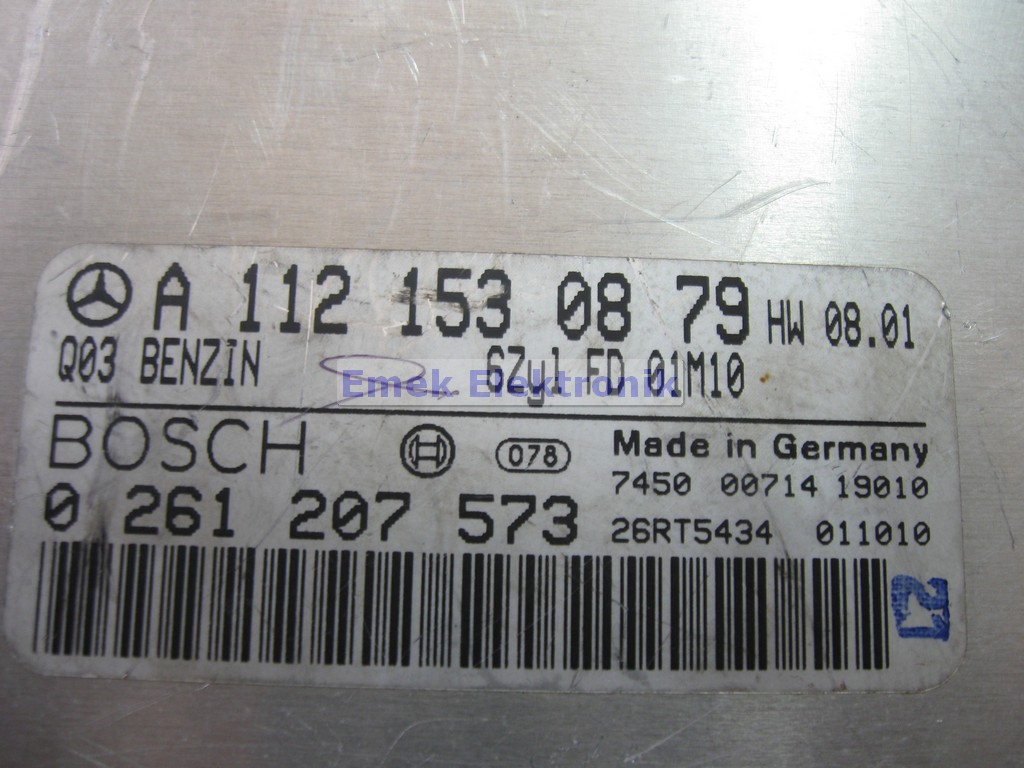 A 112 153 08 79 HW 08.01
Q03 BENZIN 6Zyl FD 01M10
Emek Elektronik
BOSCH 078 Made in Germany
7450 00714 19010
0 261 207 573 26RT5434 011010